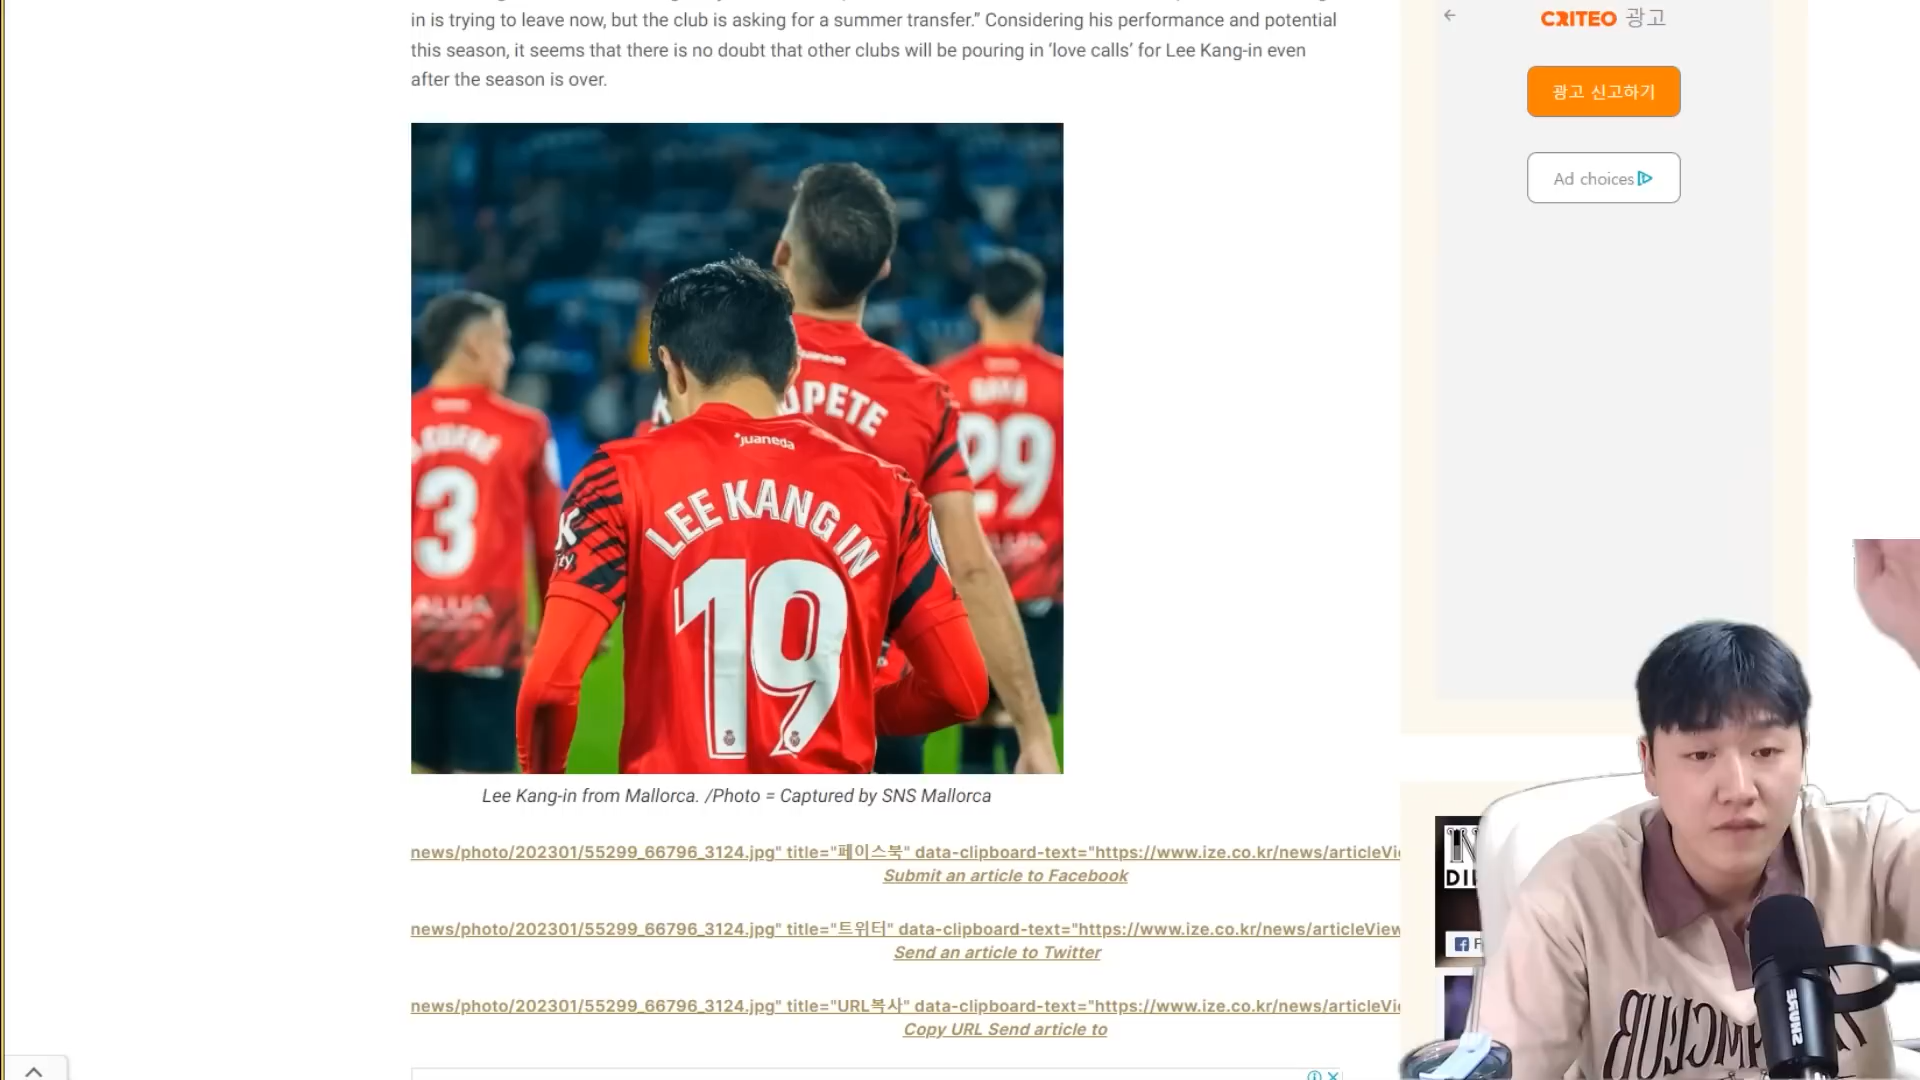 in is trying to leave now, but the club is asking for a summer transfer.” Considering his performance and potential
this season, it seems that there is no doubt that other clubs will be pouring in ‘love calls’ for Lee Kang-in even
after the season is over.
CRITEO 광고
광고 신고하기
Ad choices
juaneda
OPETE
juaneda
LEE KANG IN
19
3
29
Lee Kang-in from Mallorca. /Photo = Captured by SNS Mallorca
news/photo/202301/55299_66796_3124.jpg" title="페이스북" data-clipboard-text="https://www.ize.co.kr/news/articleVi
Submit an article to Facebook
news/photo/202301/55299_66796_3124.jpg" title="트위터" data-clipboard-text="https://www.ize.co.kr/news/articleView
Send an article to Twitter
news/photo/202301/55299_66796_3124.jpg" title="URL복사" data-clipboard-text="https://www.ize.co.kr/news/articleVi
Copy URL Send article to
DI
F
SHURE